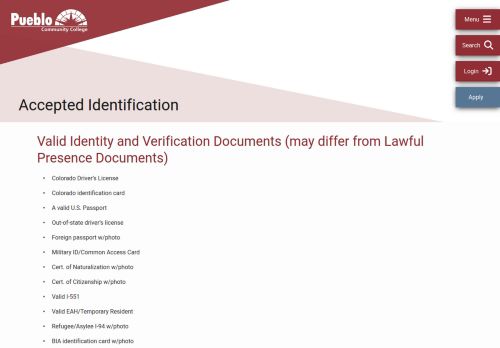 Pueblo
Community College
Menu
Search
Login
Apply
Accepted Identification
Valid Identity and Verification Documents (may differ from Lawful
Presence Documents)
• Colorado Driver's License
• Colorado identification card
• A valid U.S. Passport
• Out-of-state driver's license
• Foreign passport w/photo
• Military ID/Common Access Card
• Cert. of Naturalization w/photo
• Cert. of Citizenship w/photo
• Valid I-551
• Valid EAH/Temporary Resident
• Refugee/Asylee I-94 w/photo
• BIA identification card w/photo